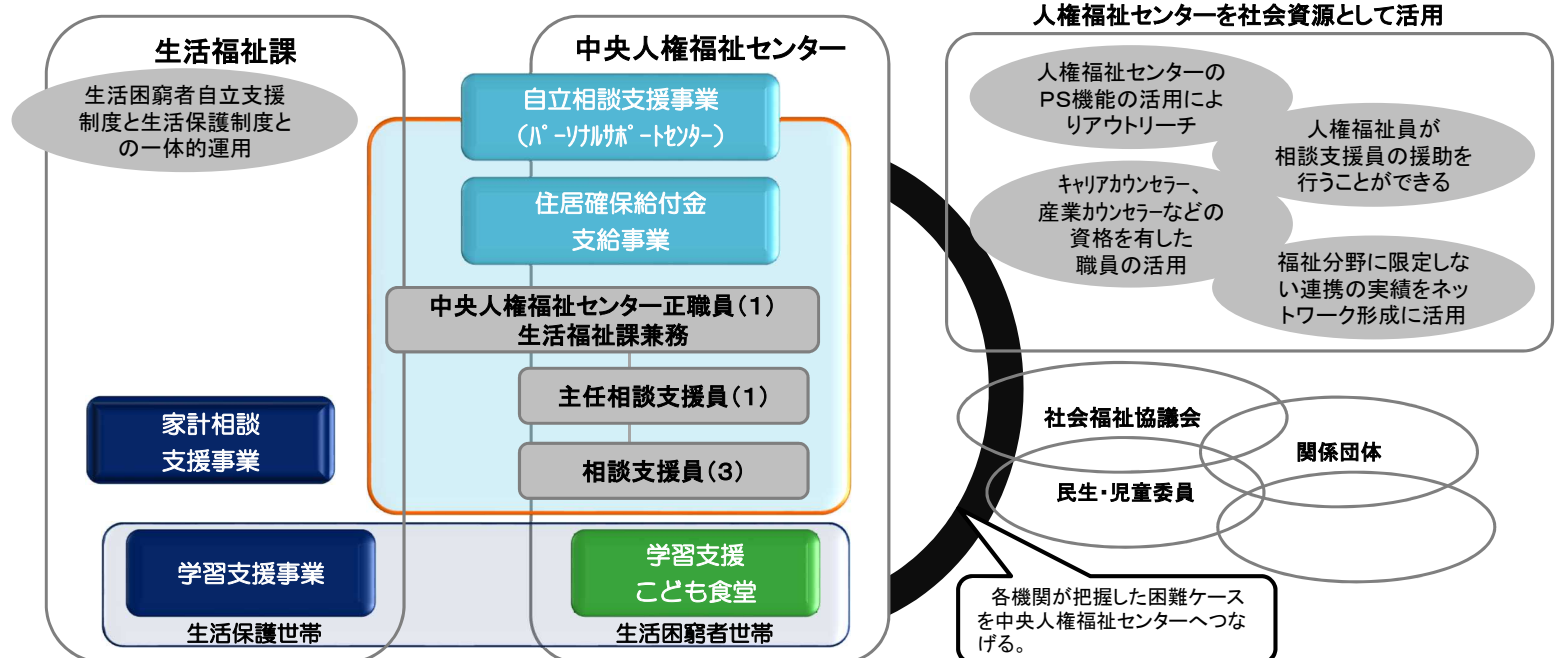 生活福祉課
生活困窮者自立支援
制度と生活保護制度と
の一体的運用
家計相談
支援事業
学習支援事業
生活保護世帯
中央人権福祉センター
自立相談支援事業
（ﾊﾟｰｿﾅﾙｻﾎﾟｰﾄｾﾝﾀｰ）
住居確保給付金
支給事業
中央人権福祉センター正職員（１）
生活福祉課兼務
主任相談支援員（１）
相談支援員（３）
学習支援
こども食堂
生活困窮者世帯
人権福祉センターを社会資源として活用
人権福祉センターの
ＰＳ機能の活用によ
りアウトリーチ
人権福祉員が
相談支援員の援助を
行うことができる
ｷｬﾘｱｶｳﾝｾﾗｰ、
産業ｶｳﾝｾﾗｰなどの
資格を有した
職員の活用
福祉分野に限定しな
い連携の実績をネッ
トワーク形成に活用
社会福祉協議会
関係団体
民生・児童委員
各機関が把握した困難ケース
を中央人権福祉センターへつな
げる。